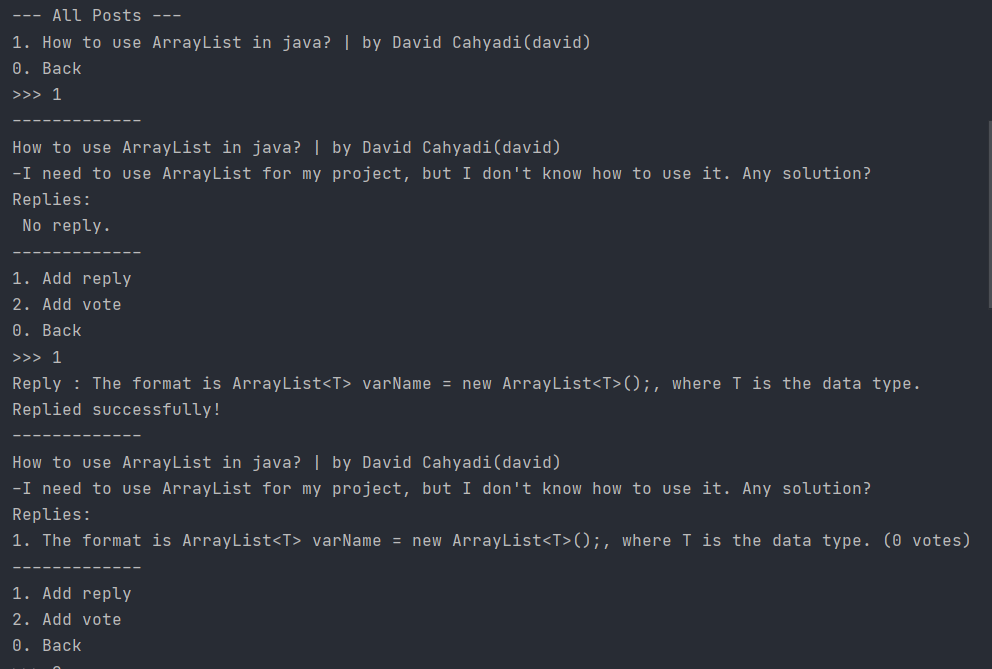 --- All Posts ---
1. How to use ArrayList in java? | by David Cahyadi(david)
0. Back
>>> 1
-------------
How to use ArrayList in java? | by David Cahyadi(david)
-I need to use ArrayList for my project, but I don't know how to use it. Any solution?
Replies:
 No reply.
-------------
1. Add reply
2. Add vote
0. Back
>>> 1
Reply : The format is ArrayList<T> varName = new ArrayList<T>();, where T is the data type.
Replied successfully!
-------------
How to use ArrayList in java? | by David Cahyadi(david)
-I need to use ArrayList for my project, but I don't know how to use it. Any solution?
Replies:
1. The format is ArrayList<T> varName = new ArrayList<T>();, where T is the data type. (0 votes)
-------------
1. Add reply
2. Add vote
0. Back